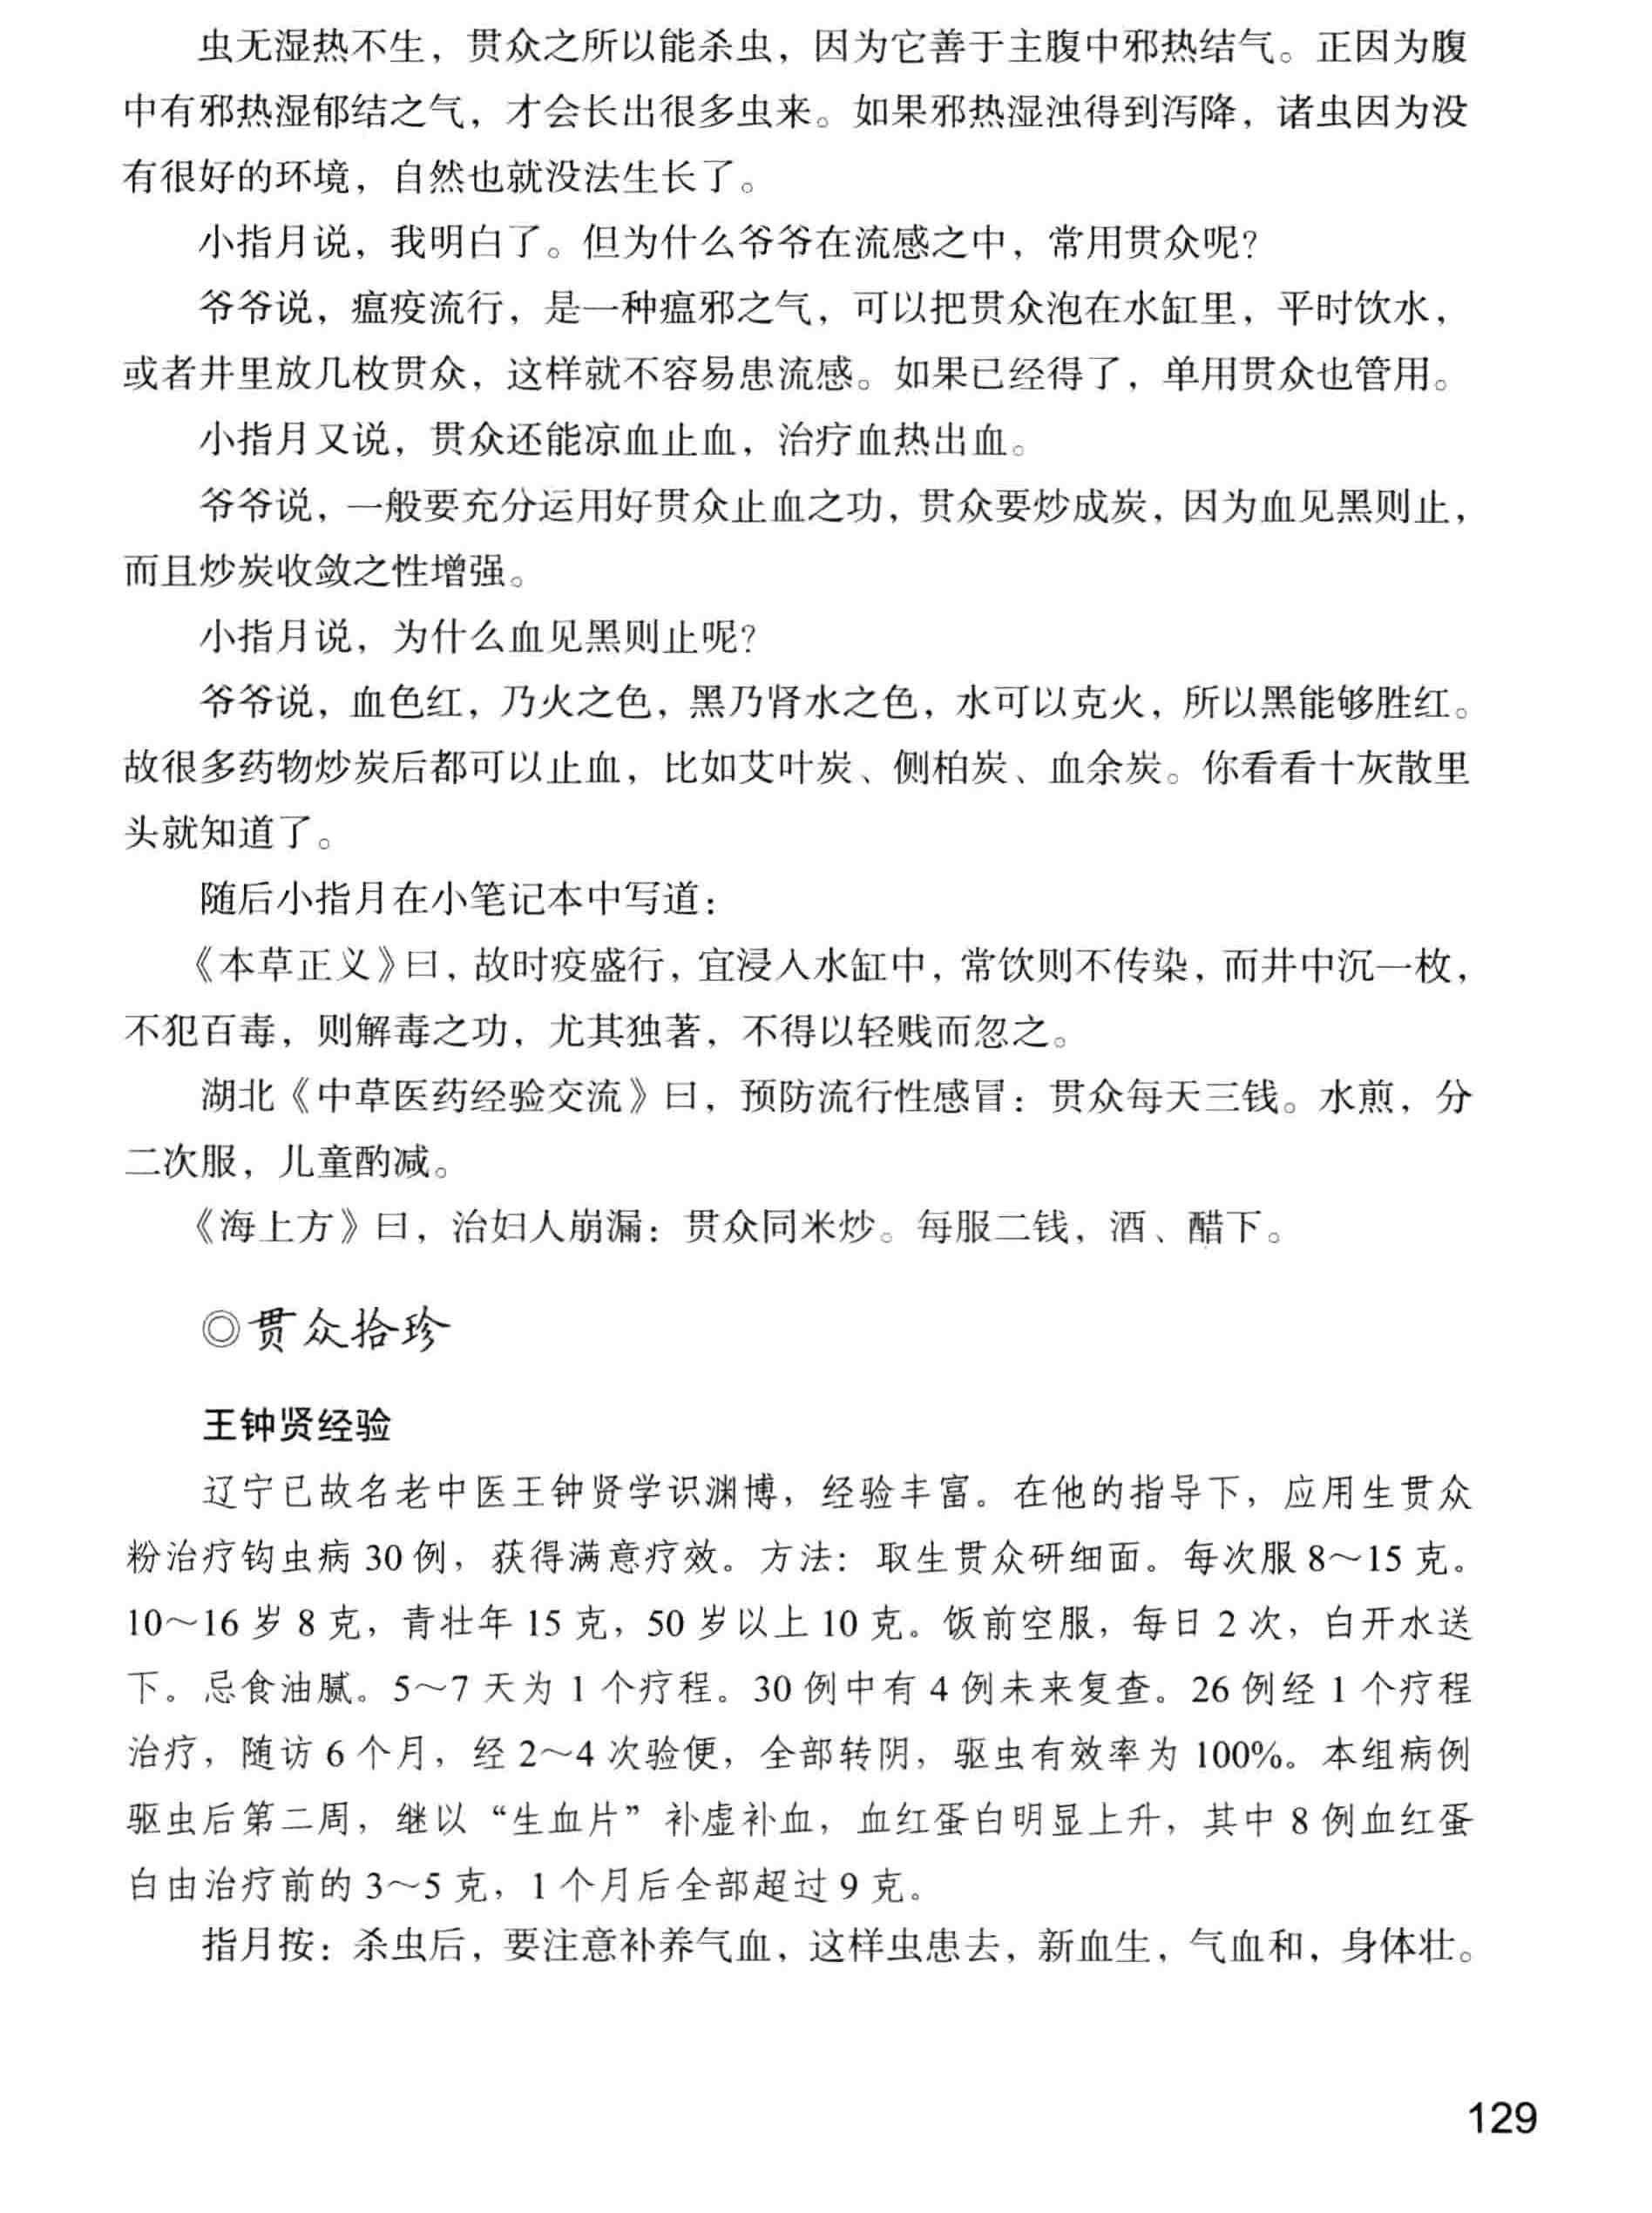 虫无湿热不生，贯众之所以能杀虫，因为它善于主腹中邪热结气。正因为腹
中有邪热湿郁结之气，才会长出很多虫来。如果邪热湿浊得到泻降，诸虫因为没
有很好的环境，自然也就没法生长了。
小指月说，我明白了。但为什么爷爷在流感之中，常用贯众呢？
爷爷说，瘟疫流行，是一种瘟邪之气，可以把贯众泡在水缸里，平时饮水，
或者井里放几枚贯众，这样就不容易患流感。如果已经得了，单用贯众也管用。
小指月又说，贯众还能凉血止血，治疗血热出血。
爷爷说，一般要充分运用好贯众止血之功，贯众要炒成炭，因为血见黑则止，
而且炒炭收敛之性增强。
小指月说，为什么血见黑则止呢？
爷爷说，血色红，乃火之色，黑乃肾水之色，水可以克火，所以黑能够胜红。
故很多药物炒炭后都可以止血，比如艾叶炭、侧柏炭、血余炭。你看看十灰散里
头就知道了。
随后小指月在小笔记本中写道：
《本草正义》曰，故时疫盛行，宜浸入水缸中，常饮则不传染，而井中沉一枚，
不犯百毒，则解毒之功，尤其独著，不得以轻贱而忽之。
湖北《中草医药经验交流》曰，预防流行性感冒：贯众每天三钱。水煎，分
二次服，儿童酌减。
《海上方》曰，治妇人崩漏：贯众同米炒。每服二钱，酒、醋下。
◎贯众拾珍
王钟贤经验
辽宁已故名老中医王钟贤学识渊博，经验丰富。在他的指导下，应用生贯众
粉治疗钩虫病 30 例，获得满意疗效。方法：取生贯众研细面。每次服 8～15 克。
10～16 岁 8 克，青壮年 15 克，50 岁以上 10 克。饭前空服，每日 2 次，白开水送
下。忌食油腻。5～7 天为 1 个疗程。30 例中有 4 例未来复查。26 例经 1 个疗程
治疗，随访 6 个月，经 2～4 次验便，全部转阴，驱虫有效率为 100%。本组病例
驱虫后第二周，继以“生血片”补虚补血，血红蛋白明显上升，其中 8 例血红蛋
白由治疗前的 3～5 克，1 个月后全部超过 9 克。
指月按：杀虫后，要注意补养气血，这样虫患去，新血生，气血和，身体壮。
129